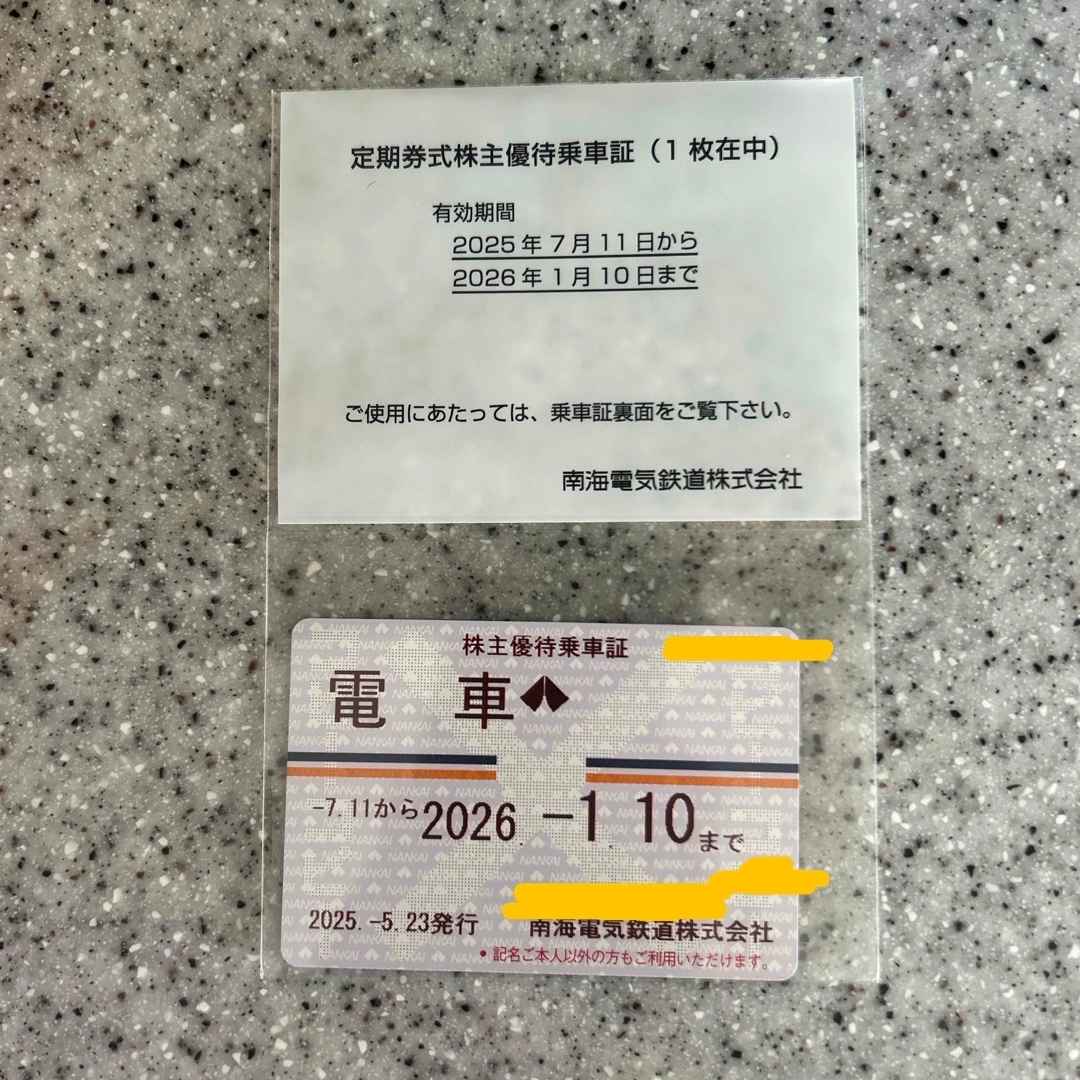 定期券式株主優待乗車証（1枚在中）
有効期間
2025年7月11日から
2026年1月10日まで
ご使用にあたっては、乗車証裏面をご覧下さい。
南海電気鉄道株式会社
株主優待乗車証
電 車
-7.11から2026 -1.10まで
2025.-5.23発行 南海電気鉄道株式会社
•記名ご本人以外の方もご利用いただけます。
NANKAI